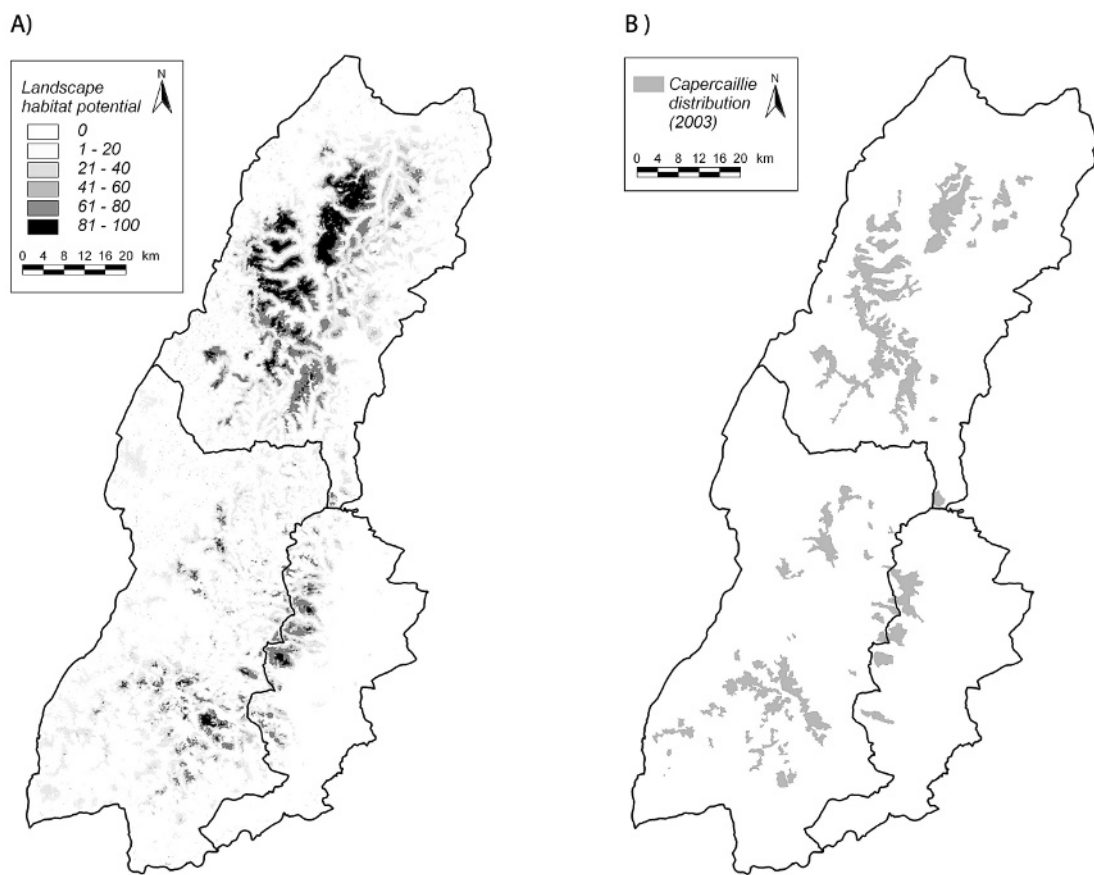 A)
Landscape
habitat potential
N
0
1 - 20
21 - 40
41 - 60
61 - 80
81 - 100
0 4 8 12 16 20 km
B )
Capercaillie
distribution
(2003)
N
0 4 8 12 16 20 km